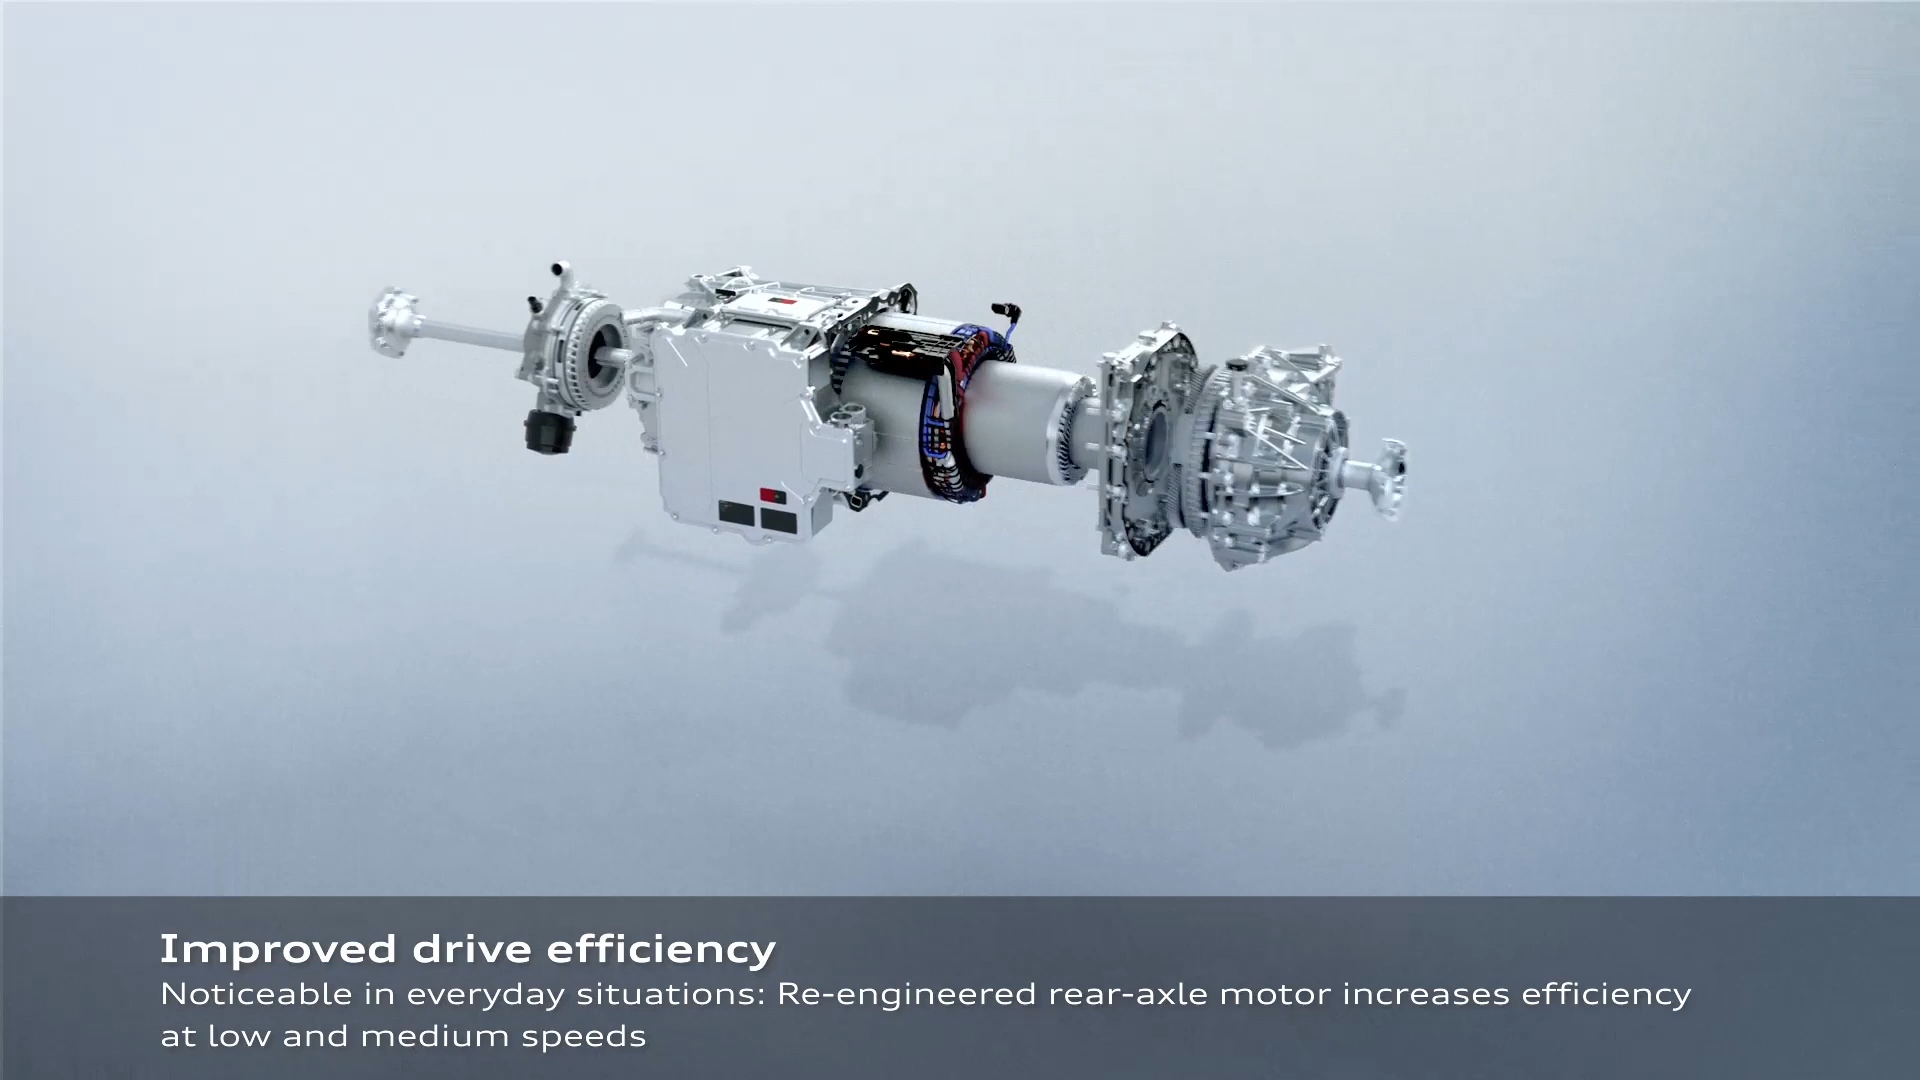 Improved drive efficiency
Noticeable in everyday situations: Re-engineered rear-axle motor increases efficiency
at low and medium speeds